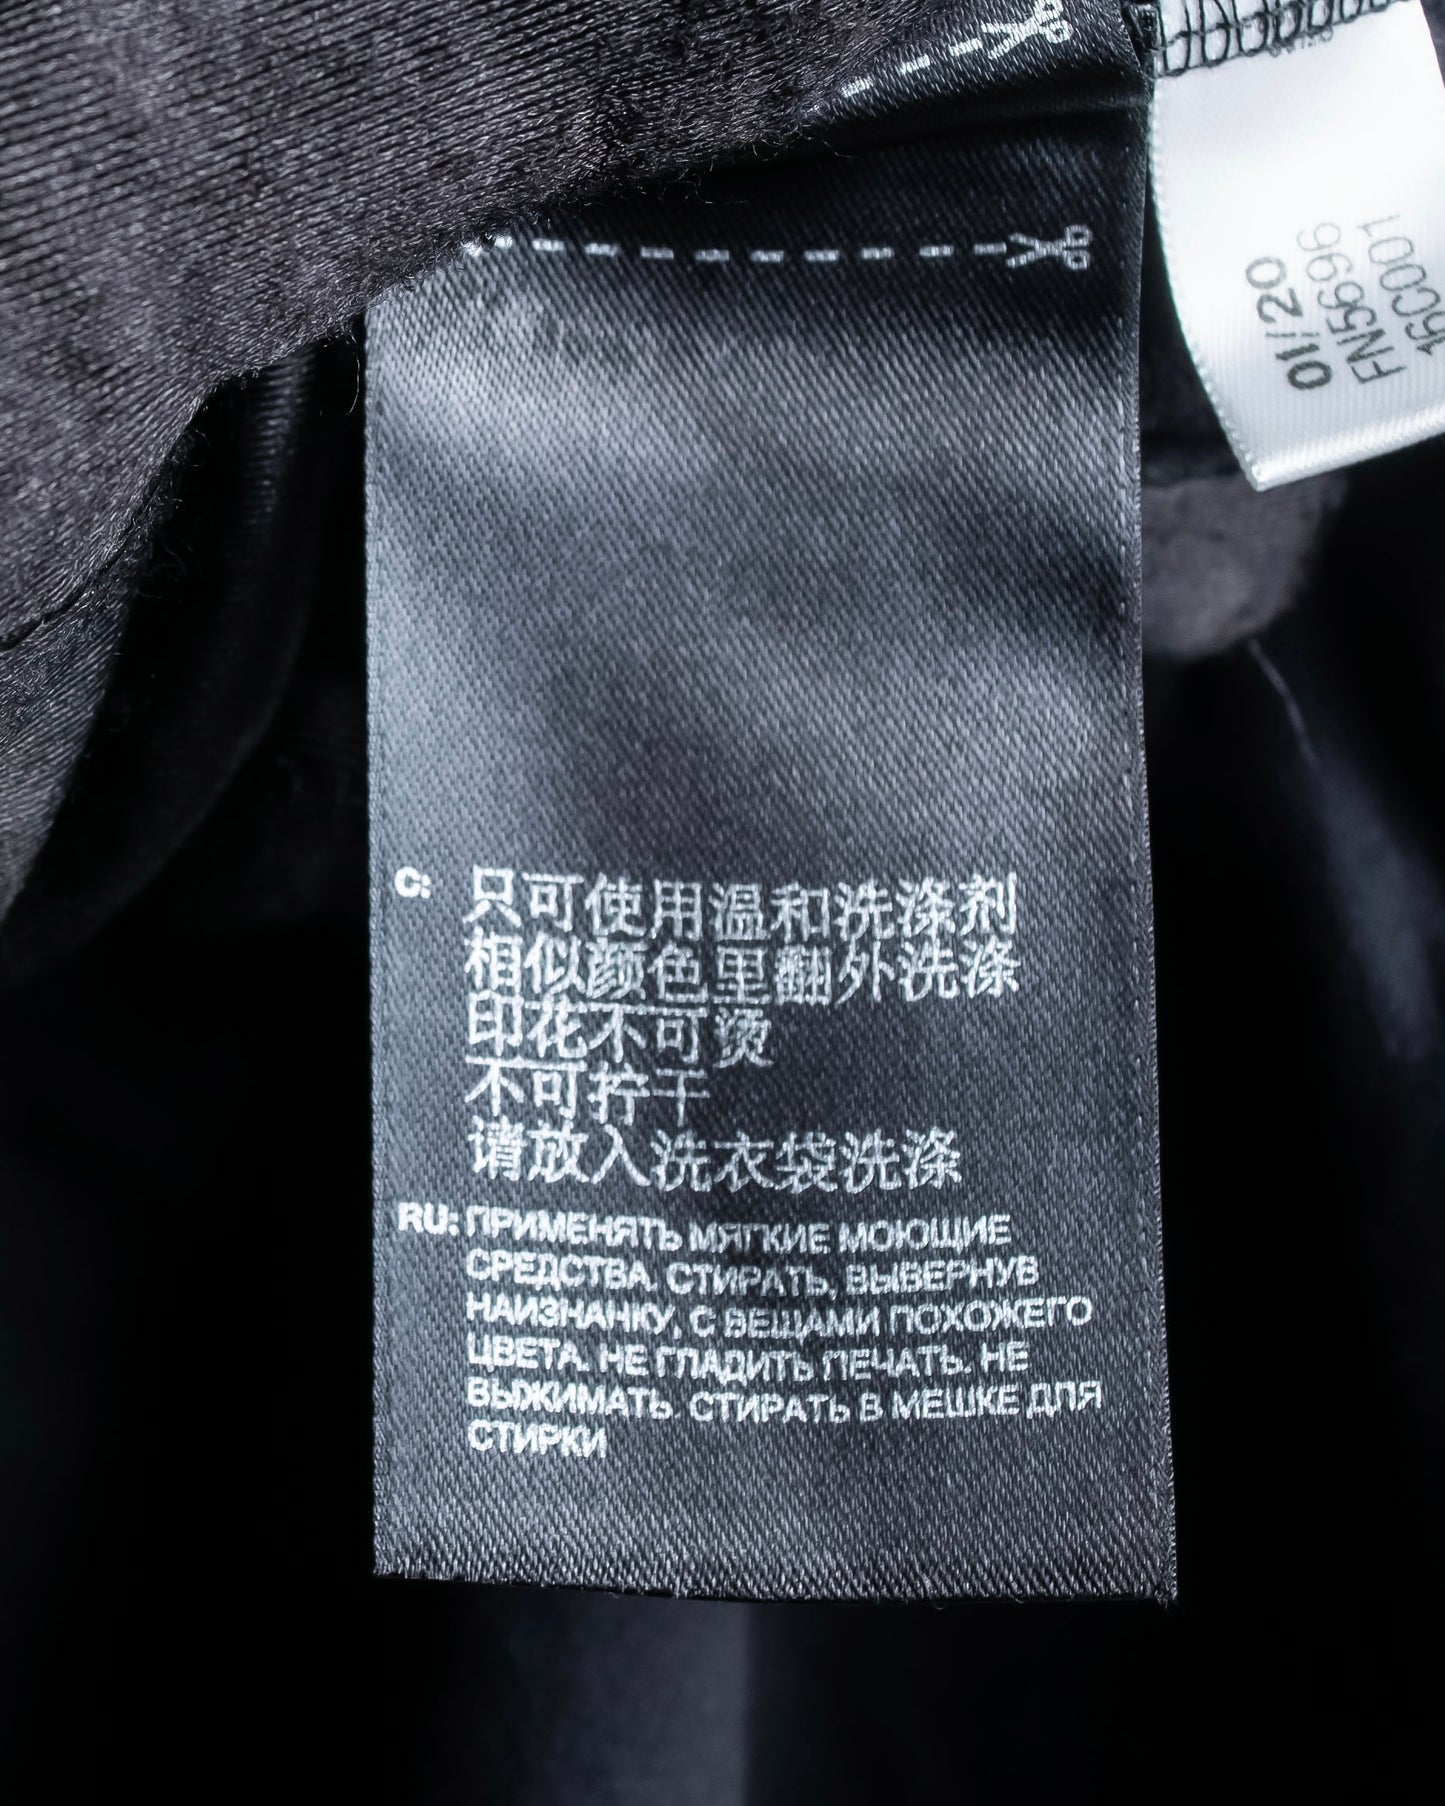 01/20
FN5696
16C001
C: 只可使用温和洗涤剂
相似颜色里翻外洗涤
印花不可烫
不可拧干
请放入洗衣袋洗涤
RU: ПРИМЕНЯТЬ МЯГКИЕ МОЮЩИЕ
СРЕДСТВА. СТИРАТЬ, ВЫВЕРНУВ
НАИЗНАНКУ, С ВЕЩАМИ ПОХОЖЕГО
ЦВЕТА. НЕ ГЛАДИТЬ ПЕЧАТЬ. НЕ
ВЫЖИМАТЬ. СТИРАТЬ В МЕШКЕ ДЛЯ
СТИРКИ